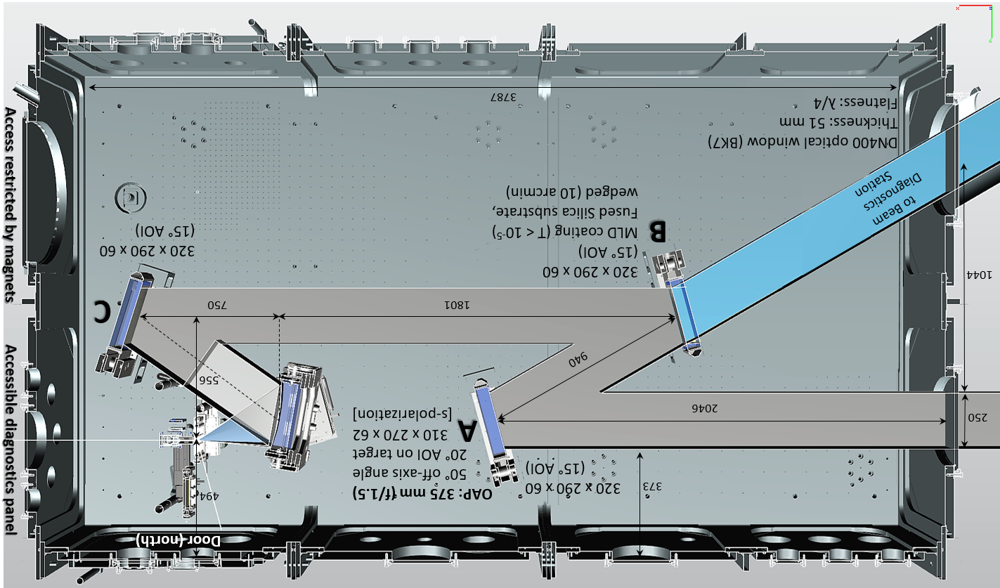 3787
DN400 optical window (BK7)
Thickness: 51 mm
Flatness: λ/4
to Beam
Diagnostics
Station
B
320 x 290 x 60
(15° AOI)
MLD coating (T < 10⁻⁵)
Fused Silica substrate,
wedged (10 arcmin)
320 x 290 x 60
(15° AOI)
C
750
1801
1044
940
556
2046
250
A
320 x 290 x 60
(15° AOI)
373
OAP: 375 mm (f/1.5)
50° off-axis angle
20° AOI on target
310 x 270 x 62
[s-polarization]
494
Door (north)
Access restricted by magnets
Accessible diagnostics panel